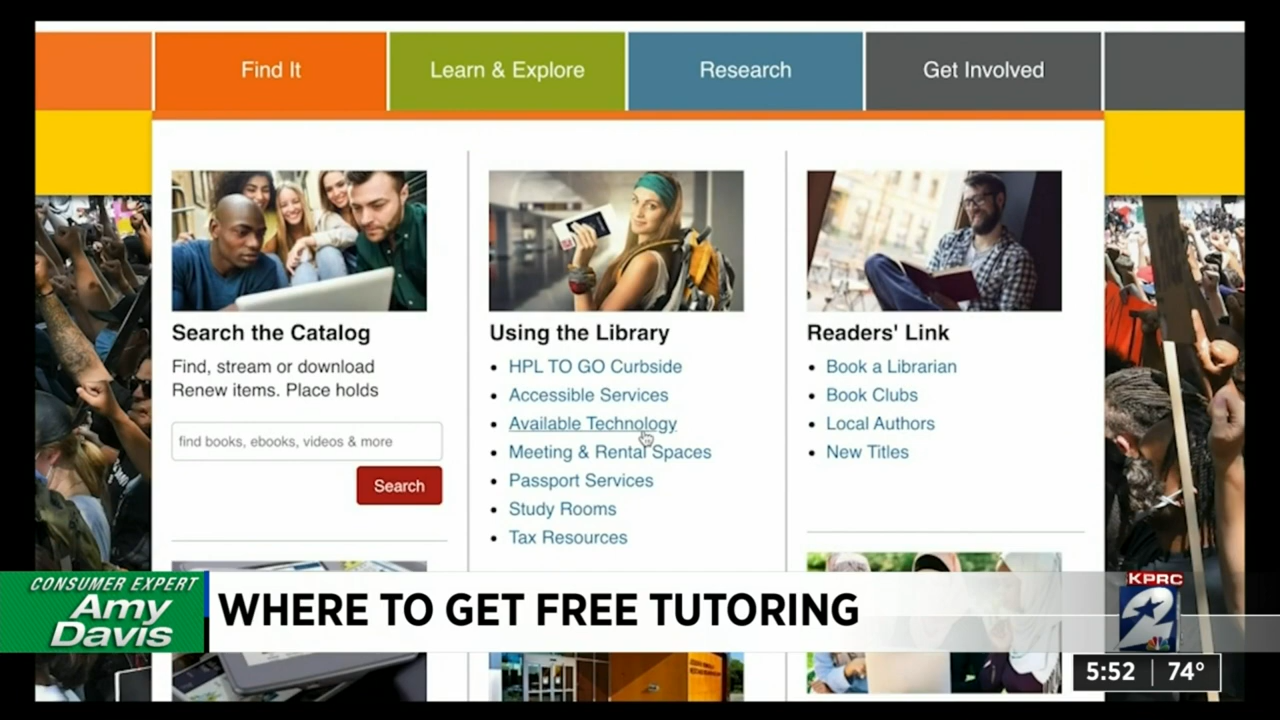 Find It
Learn & Explore
Research
Get Involved
Search the Catalog
Find, stream or download
Renew items. Place holds
find books, ebooks, videos & more
Search
Using the Library
HPL TO GO Curbside
Accessible Services
Available Technology
Meeting & Rental Spaces
Passport Services
Study Rooms
Tax Resources
Readers' Link
Book a Librarian
Book Clubs
Local Authors
New Titles
CONSUMER EXPERT
Amy
Davis
WHERE TO GET FREE TUTORING
KPRC
2
5:52
74°